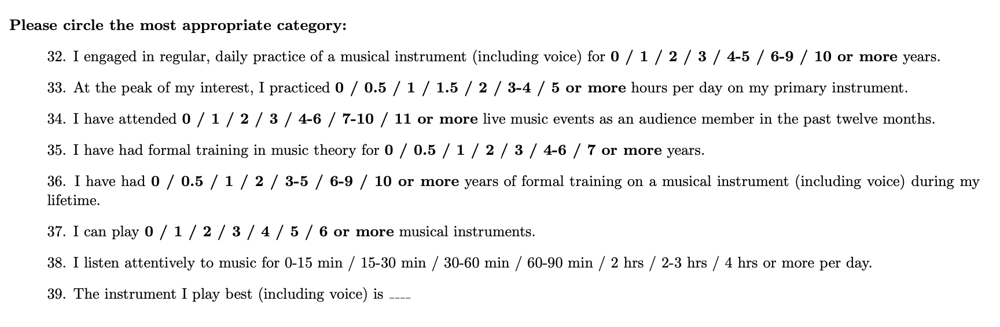 Please circle the most appropriate category:
32. I engaged in regular, daily practice of a musical instrument (including voice) for 0 / 1 / 2 / 3 / 4-5 / 6-9 / 10 or more years.
33. At the peak of my interest, I practiced 0 / 0.5 / 1 / 1.5 / 2 / 3-4 / 5 or more hours per day on my primary instrument.
34. I have attended 0 / 1 / 2 / 3 / 4-6 / 7-10 / 11 or more live music events as an audience member in the past twelve months.
35. I have had formal training in music theory for 0 / 0.5 / 1 / 2 / 3 / 4-6 / 7 or more years.
36. I have had 0 / 0.5 / 1 / 2 / 3-5 / 6-9 / 10 or more years of formal training on a musical instrument (including voice) during my
lifetime.
37. I can play 0 / 1 / 2 / 3 / 4 / 5 / 6 or more musical instruments.
38. I listen attentively to music for 0-15 min / 15-30 min / 30-60 min / 60-90 min / 2 hrs / 2-3 hrs / 4 hrs or more per day.
39. The instrument I play best (including voice) is ____